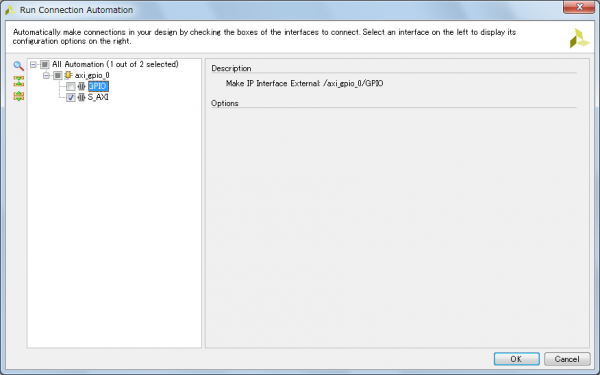 Run Connection Automation
Automatically make connections in your design by checking the boxes of the interfaces to connect. Select an interface on the left to display its
configuration options on the right.
All Automation (1 out of 2 selected)
axi_gpio_0
GPIO
S_AXI
Description
Make IP Interface External: /axi_gpio_0/GPIO
Options
OK
Cancel